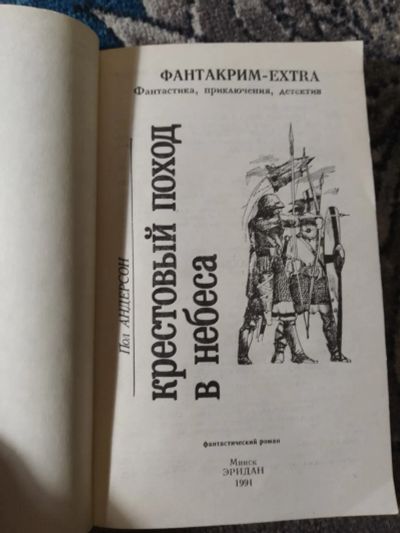 ФАНТАКРИМ-EXTRA
Фантастика, приключения, детектив
Пол АНДЕРСОН
крестовый поход
в небеса
фантастический роман
Минск
ЭРИДАН
1991